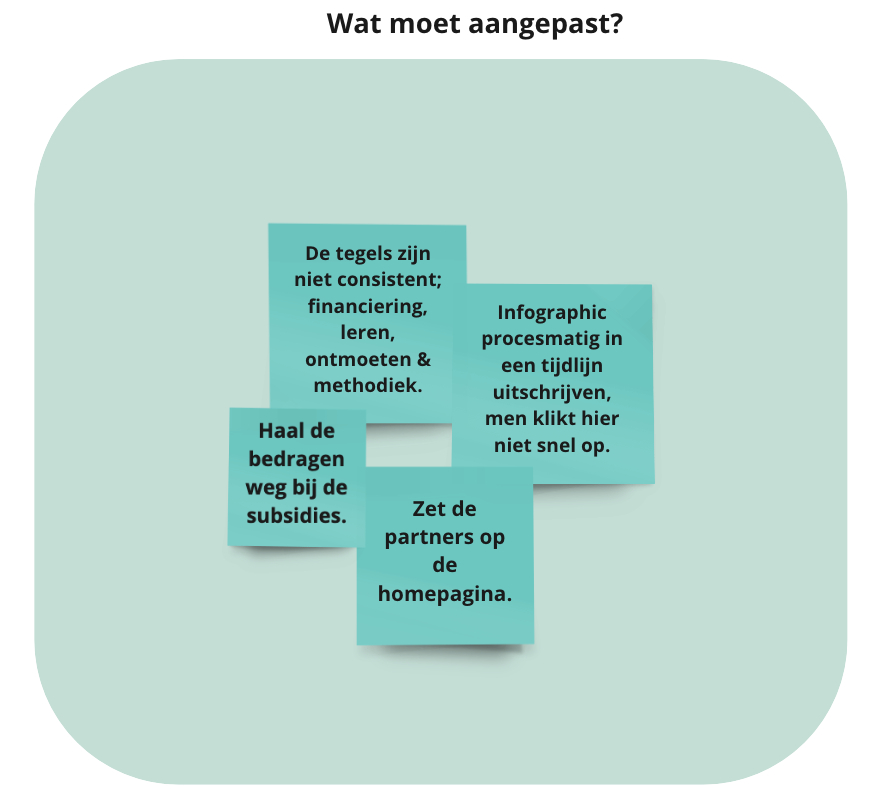 Wat moet aangepast?
De tegels zijn
niet consistent;
financiering,
leren,
ontmoeten &
methodiek.
Infographic
procesmatig in
een tijdlijn
uitschrijven,
men klikt hier
niet snel op.
Haal de
bedragen
weg bij de
subsidies.
Zet de
partners op
de
homepagina.